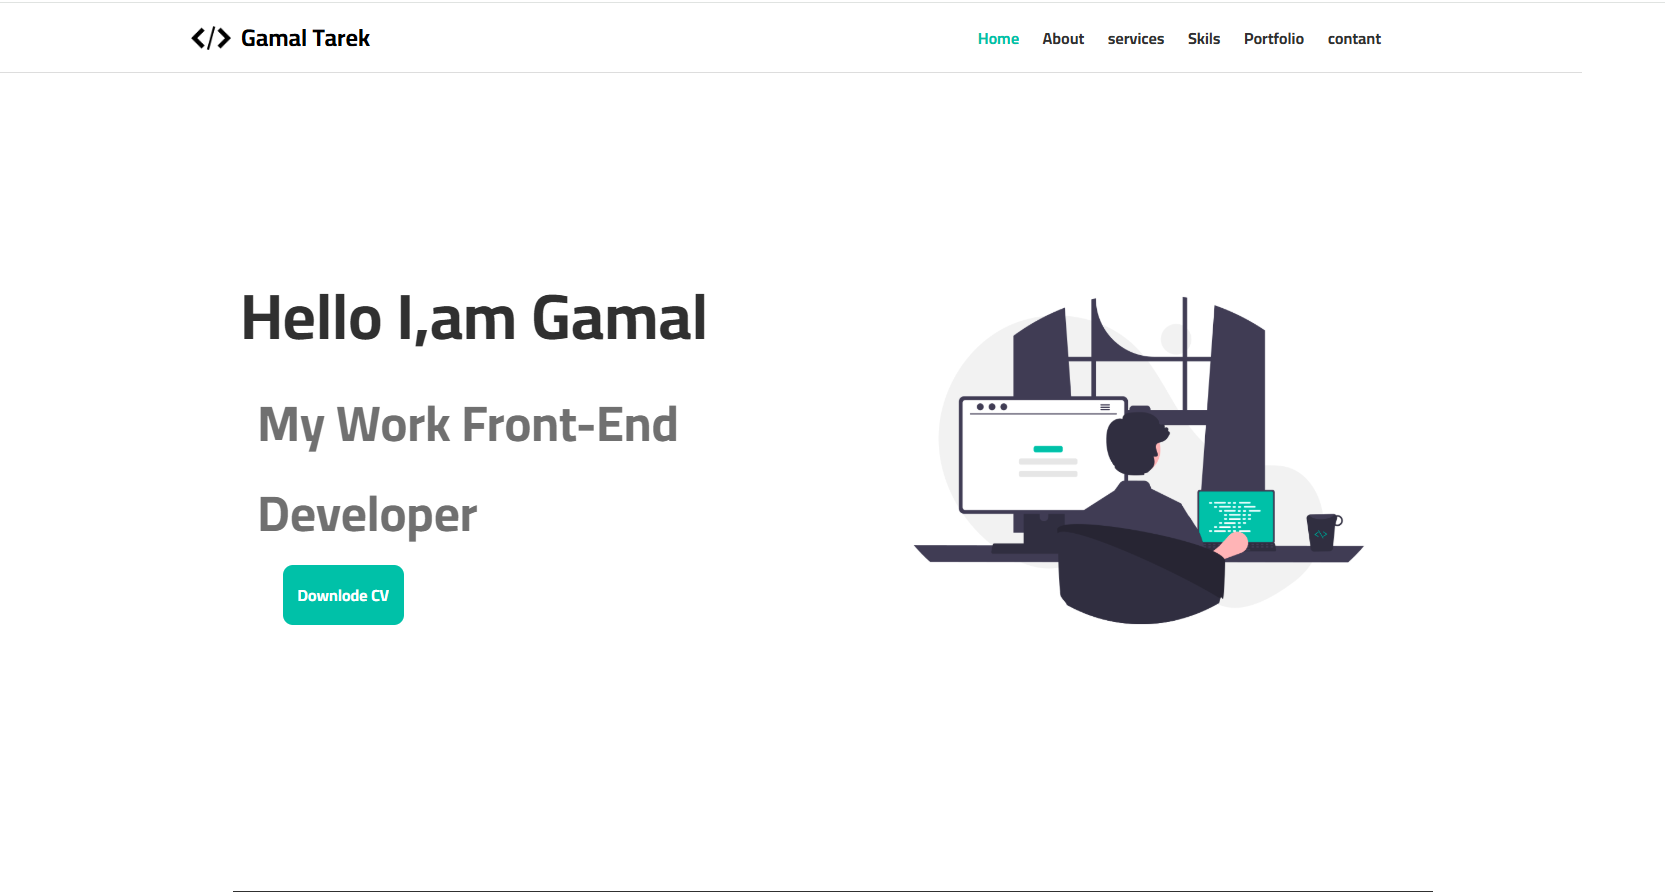 </> Gamal Tarek
Home About services Skils Portfolio contant
Hello I,am Gamal
My Work Front-End
Developer
Downlode CV